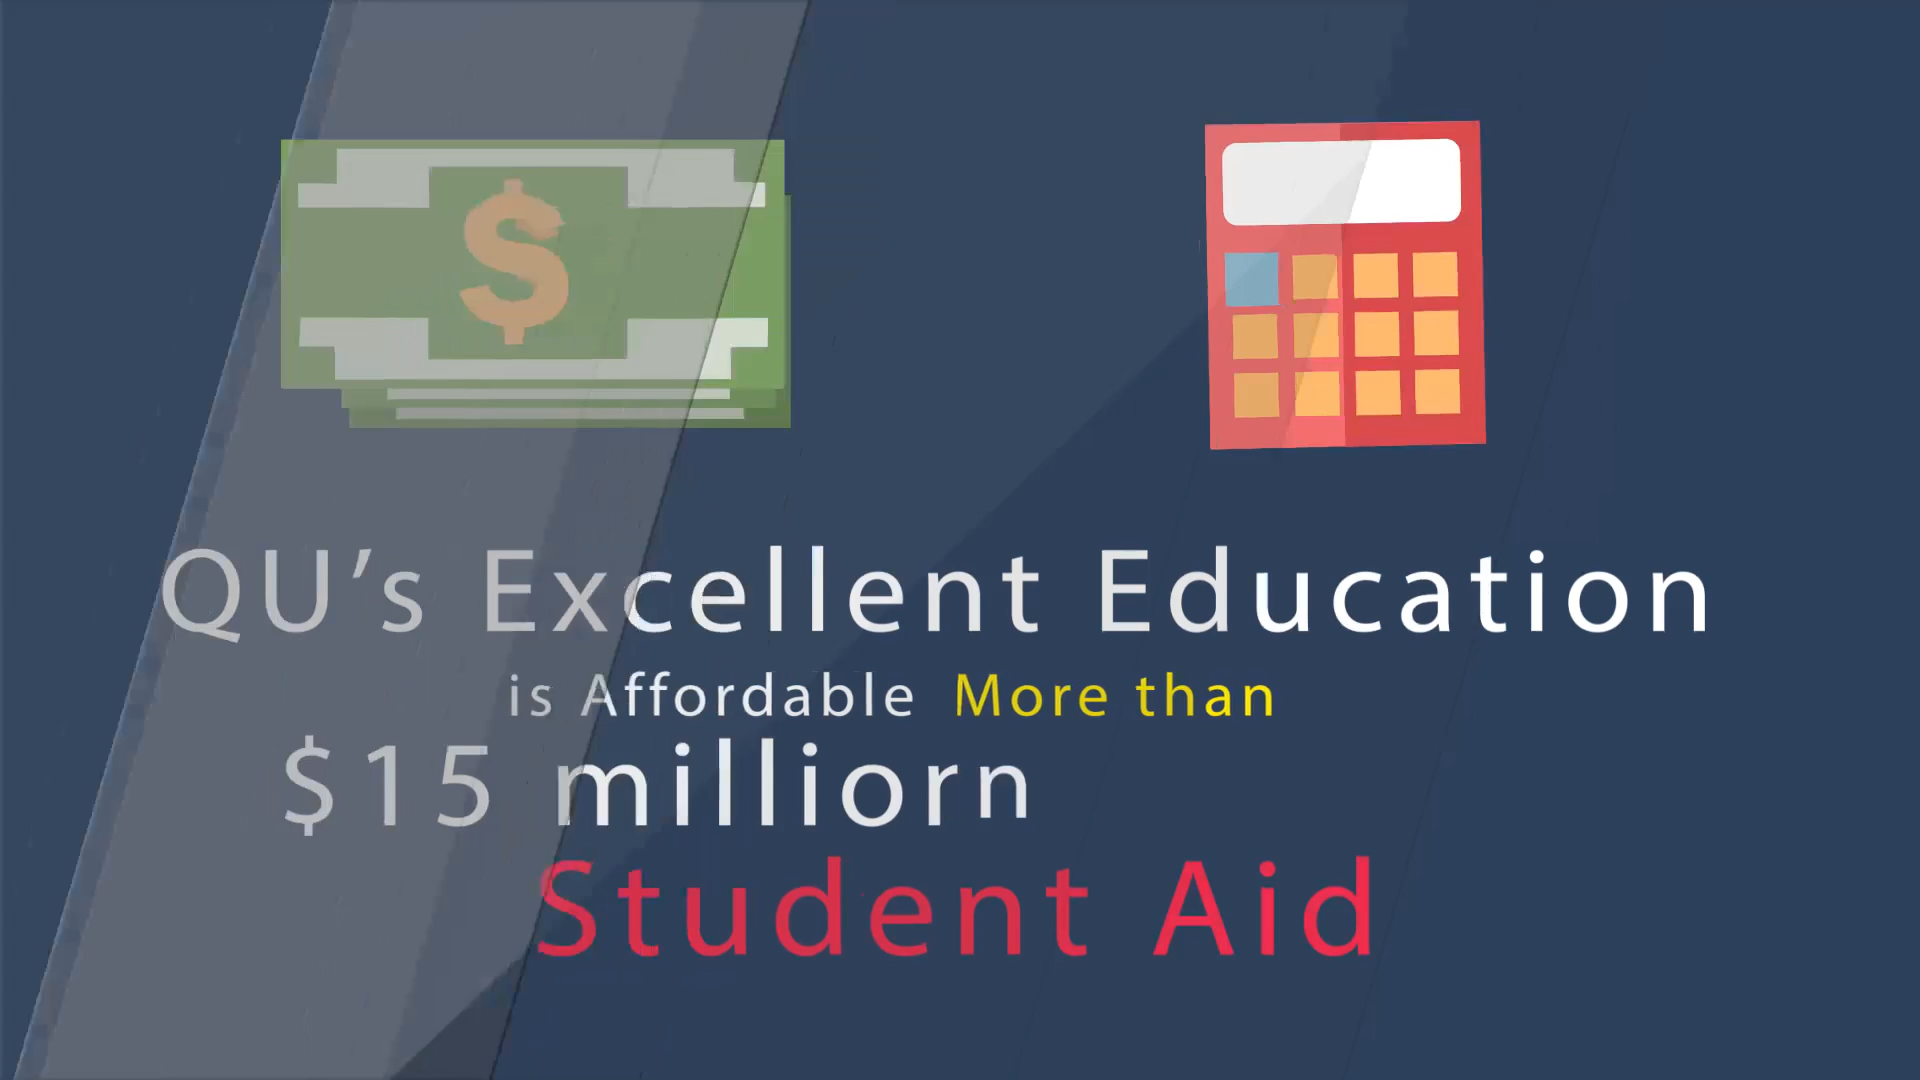 $
QU’s Excellent Education
is Affordable More than
$15 milliorn
Student Aid